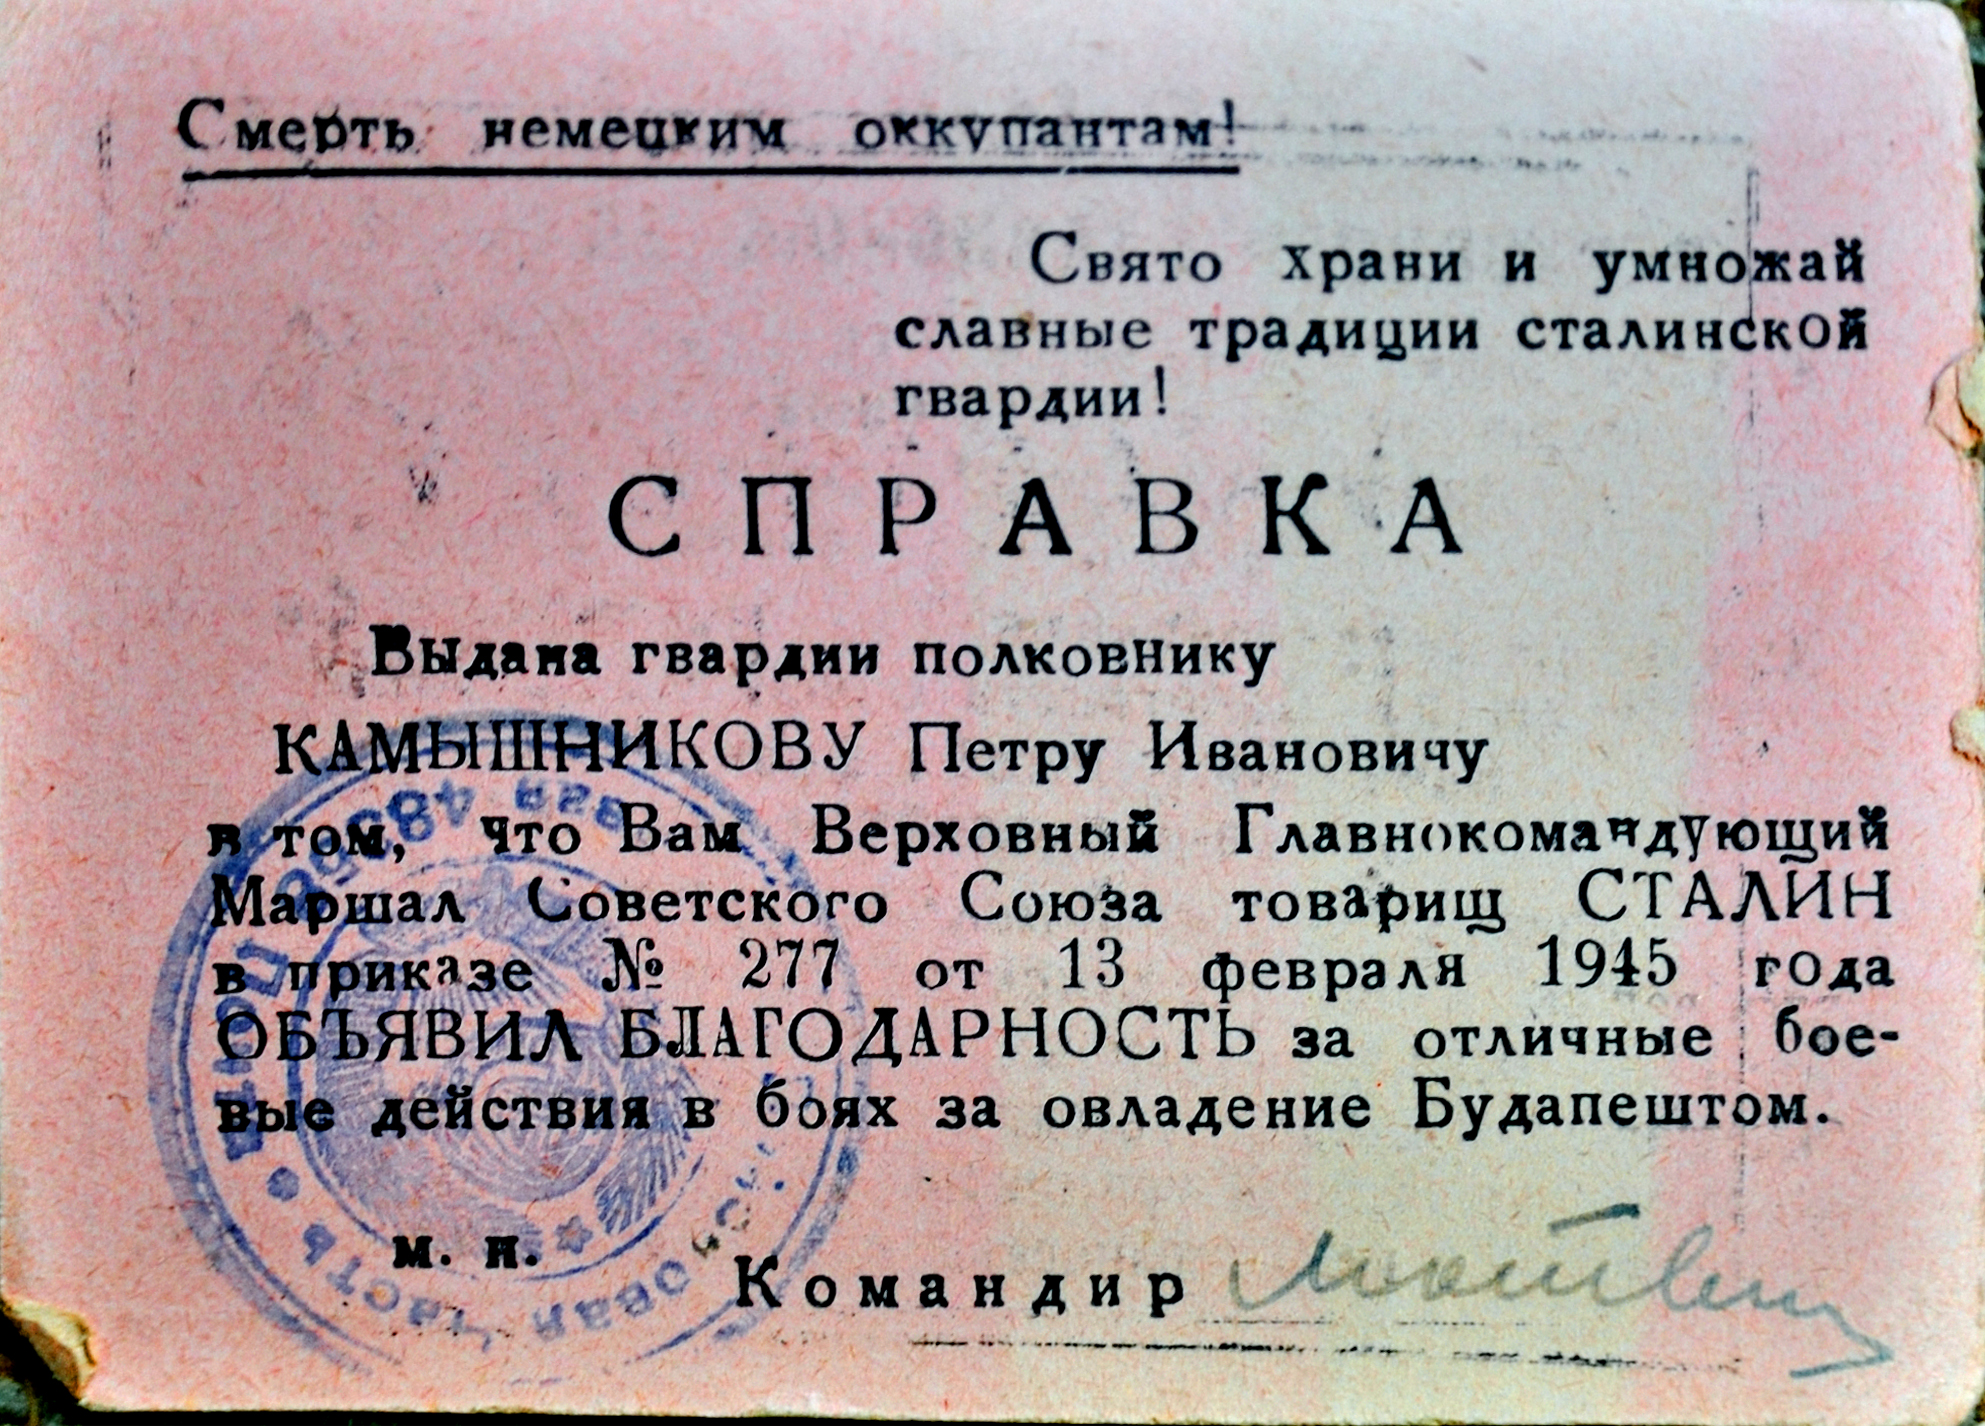 Смерть немецким оккупантам!
Свято храни и умножай
славные традиции сталинской
гвардии!
СПРАВКА
Выдана гвардии полковнику
КАМЫШНИКОВУ Петру Ивановичу
в том, что Вам Верховный Главнокомандующий
Маршал Советского Союза товарищ СТАЛИН
в приказе № 277 от 13 февраля 1945 года
ОБЪЯВИЛ БЛАГОДАРНОСТЬ за отличные бое-
вые действия в боях за овладение Будапештом.
м. п.
Командир